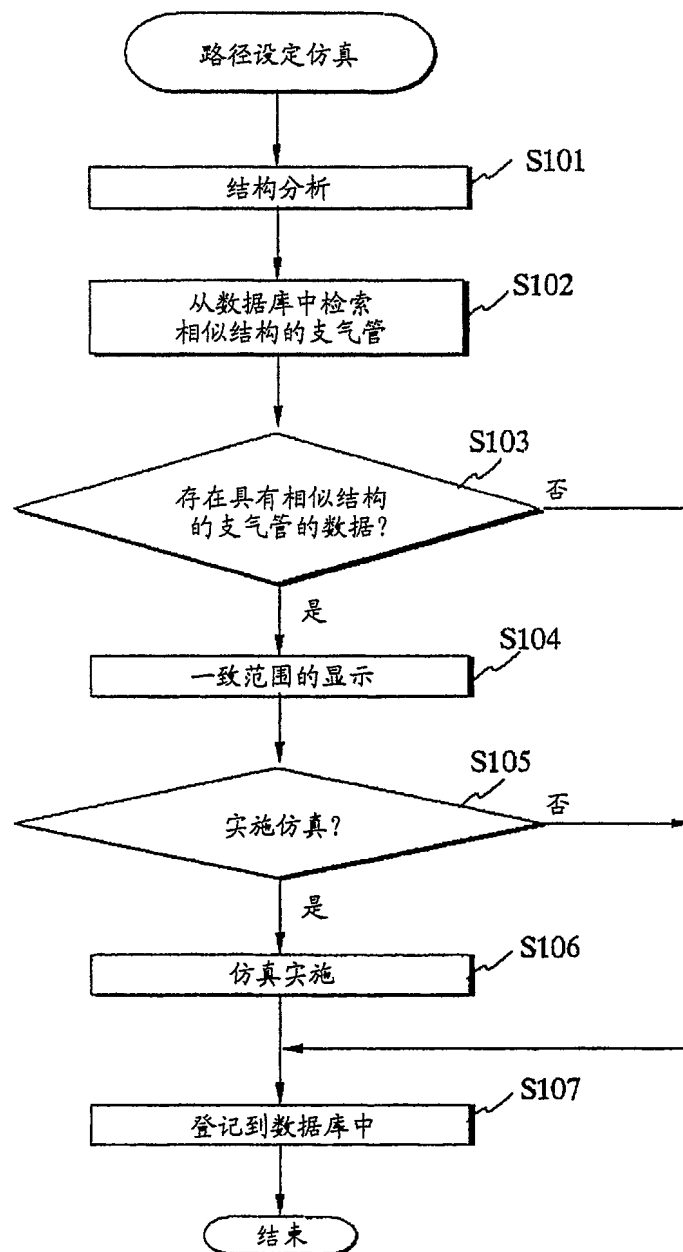 路径设定仿真
S101
结构分析
S102
从数据库中检索
相似结构的支气管
S103
存在具有相似结构
的支气管的数据?
否
是
S104
一致范围的显示
S105
实施仿真?
否
是
S106
仿真实施
S107
登记到数据库中
结束